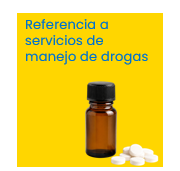 Referencia a
servicios de
manejo de drogas